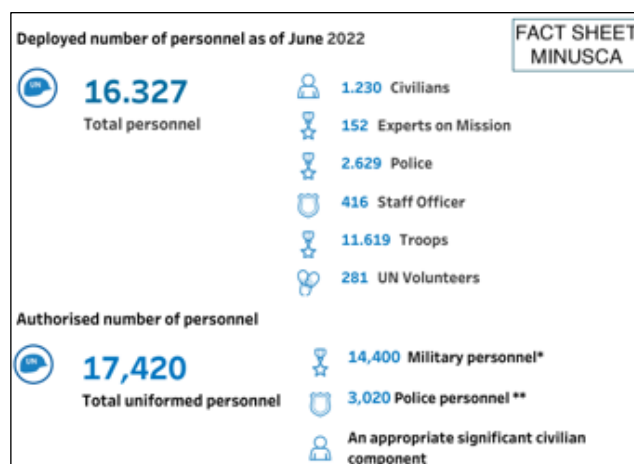 Deployed number of personnel as of June 2022
FACT SHEET
MINUSCA
UN
16.327
Total personnel
1.230 Civilians
152 Experts on Mission
2.629 Police
416 Staff Officer
11.619 Troops
281 UN Volunteers
Authorised number of personnel
UN
17,420
Total uniformed personnel
14,400 Military personnel*
3,020 Police personnel **
An appropriate significant civilian
component